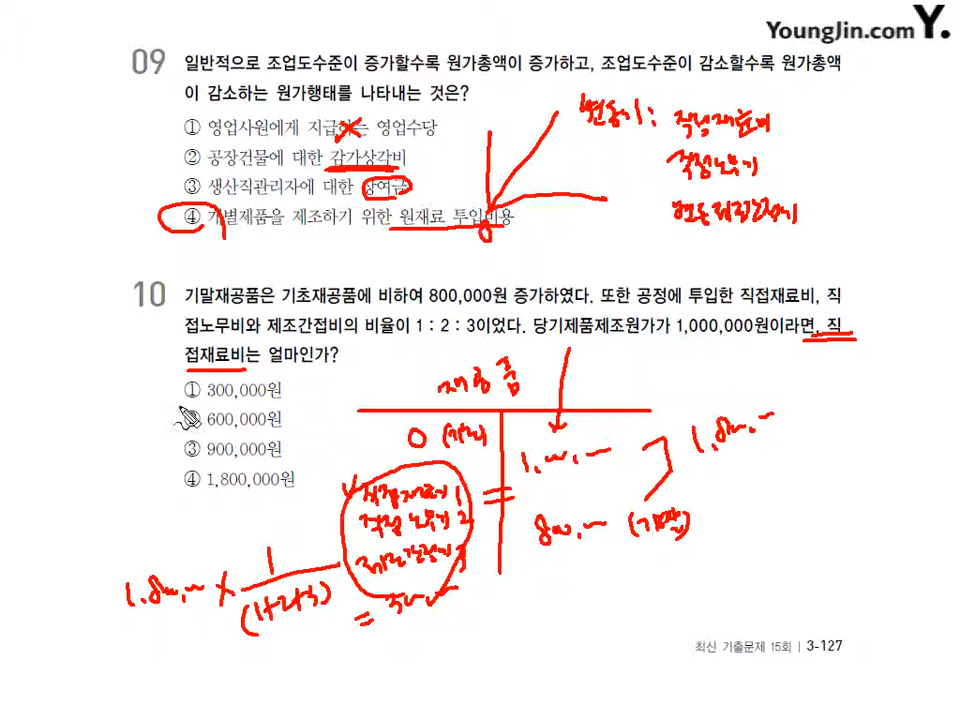 YoungJin.com Y.
09 일반적으로 조업도수준이 증가할수록 원가총액이 증가하고, 조업도수준이 감소할수록 원가총액
이 감소하는 원가행태를 나타내는 것은?
① 영업사원에게 지급하는 영업수당
② 공장건물에 대한 감가상각비
③ 생산직관리자에 대한 상여금
④ 개별제품을 제조하기 위한 원재료 투입비용
변동비:
직접재료비
직접노무비
변동제조간접비
10 기말재공품은 기초재공품에 비하여 800,000원 증가하였다. 또한 공정에 투입한 직접재료비, 직
접노무비와 제조간접비의 비율이 1 : 2 : 3이었다. 당기제품제조원가가 1,000,000원이라면, 직
접재료비는 얼마인가?
① 300,000원
600,000원
③ 900,000원
④ 1,800,000원
재공품
0 (기초)
직접재료비 1
직접노무비 2
제조간접비 3
(기말)
1
(1+2+3)
최신 기출문제 15회 | 3-127